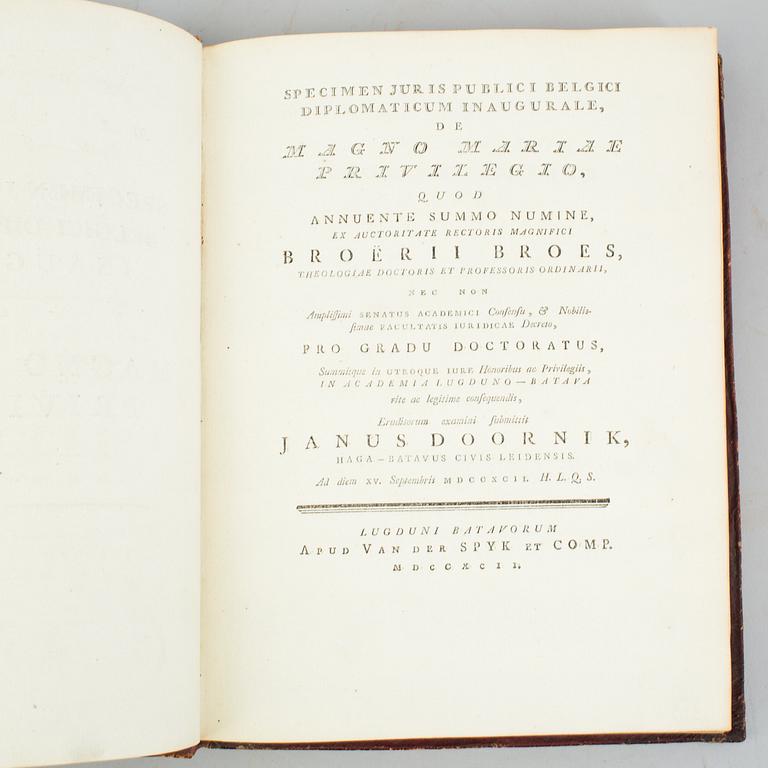 SPECIMEN JURIS PUBLICI BELGICI
DIPLOMATICUM INAUGURALE,
DE
MAGNO MARIAE
PRIVILEGIO,
QUOD
ANNUENTE SUMMO NUMINE,
EX AUCTORITATE RECTORIS MAGNIFICI
BROËRII BROES,
THEOLOGIAE DOCTORIS ET PROFESSORIS ORDINARII,
NEC NON
Ampliſſimi SENATUS ACADEMICI Conſenſu, & Nobiliſ-
ſimae FACULTATIS IURIDICAE Decreto,
PRO GRADU DOCTORATUS,
Summisque in UTROQUE IURE Honoribus ac Privilegiis,
IN ACADEMIA LUGDUNO—BATAVA
rite ac legitime conſequendis,
Eruditorum examini ſubmittit
JANUS DOORNIK,
HAGA-BATAVUS CIVIS LEIDENSIS.
Ad diem XV. Septembris MDCCXCII. H. L. Q. S.
LUGDUNI BATAVORUM
APUD VAN DER SPYK ET COMP.
MDCCXCII.